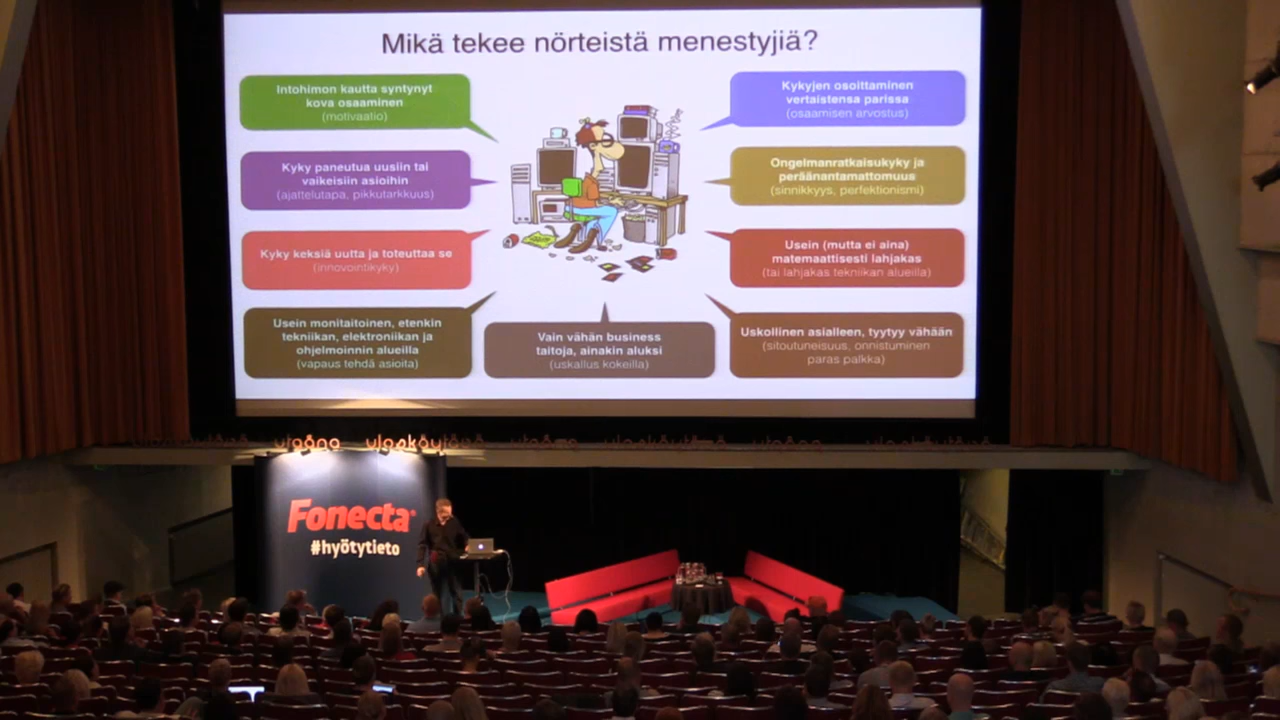 Mikä tekee nörteistä menestyjiä?
Intohimon kautta syntynyt
kova osaaminen
(motivaatio)
Kyky paneutua uusiin tai
vaikeisiin asioihin
(ajattelutapa, pikkutarkkuus)
Kyky keksiä uutta ja toteuttaa se
(innovointikyky)
Usein monitaitoinen, etenkin
tekniikan, elektroniikan ja
ohjelmoinnin alueilla
(vapaus tehdä asioita)
Vain vähän business
taitoja, ainakin aluksi
(uskallus kokeilla)
Kykyjen osoittaminen
vertaistensa parissa
(osaamisen arvostus)
Ongelmanratkaisukyky ja
peräänantamattomuus
(sinnikkyys, perfektionismi)
Usein (mutta ei aina)
matemaattisesti lahjakas
(tai lahjakas tekniikan alueilla)
Uskollinen asialleen, tyytyy vähään
(sitoutuneisuus, onnistuminen
paras palkka)
Fonecta
#hyötytieto